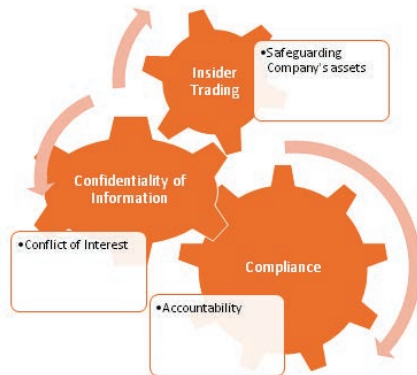 Insider
Trading
•Safeguarding
Company's assets
Confidentiality of
Information
•Conflict of Interest
Compliance
•Accountability